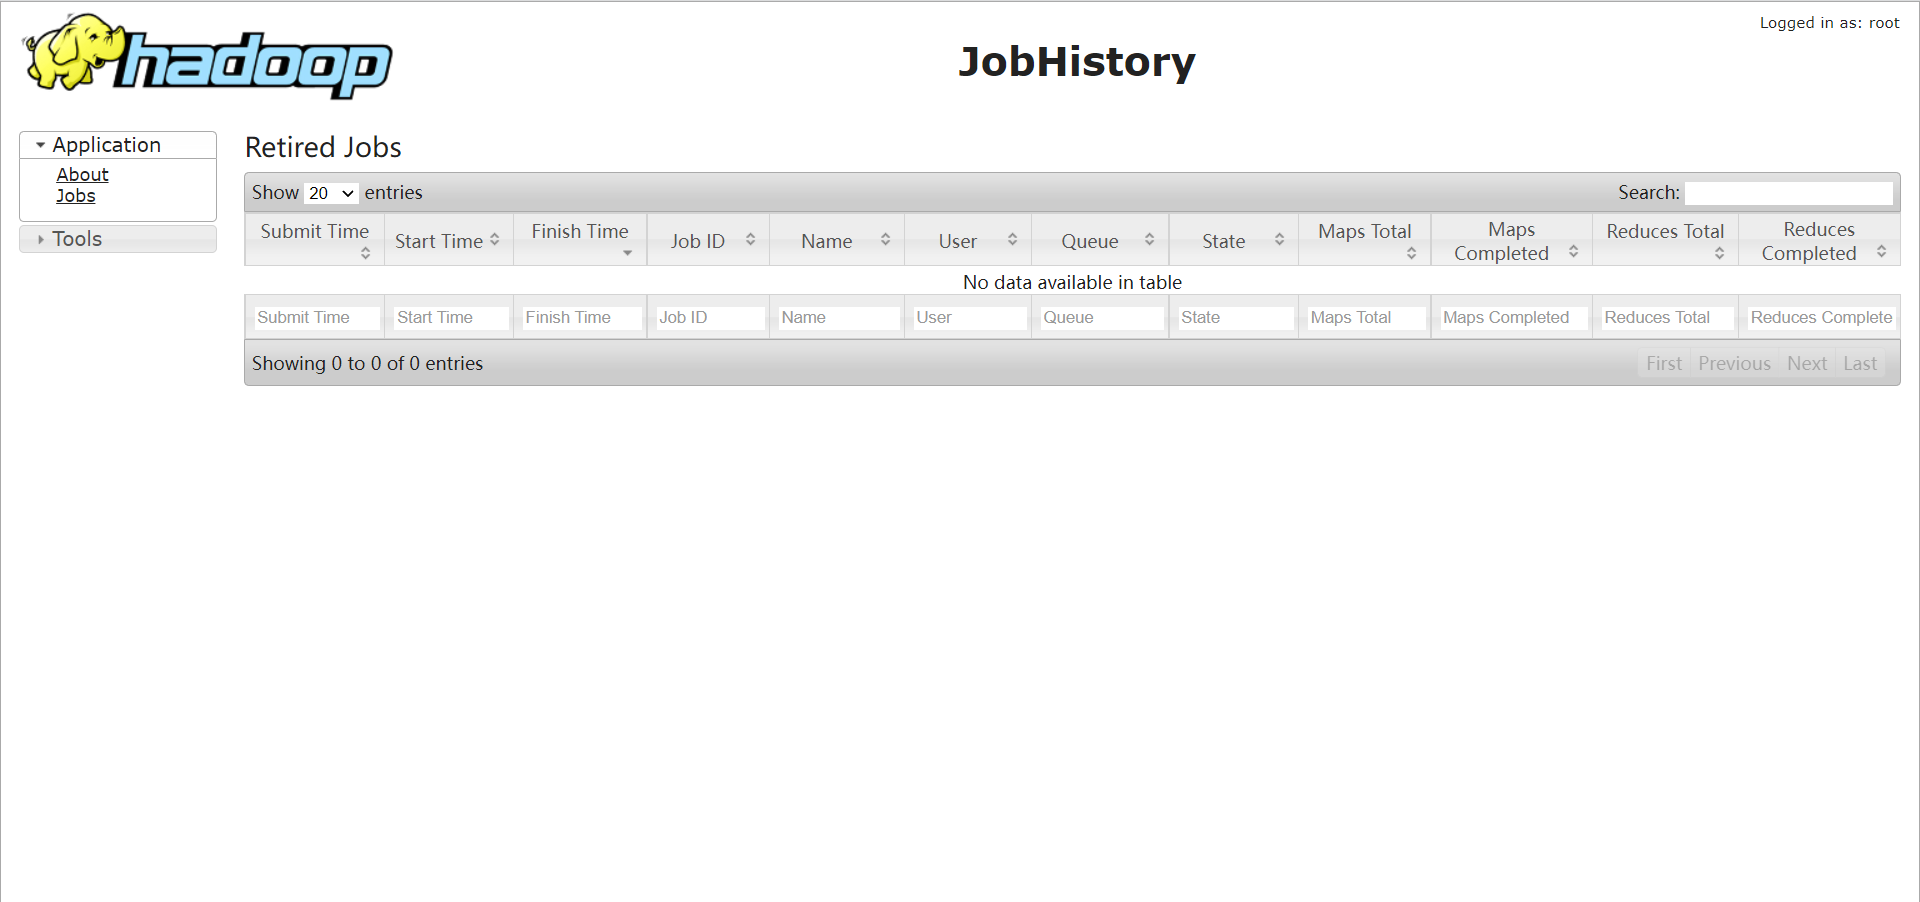 Logged in as: root
hadoop
JobHistory
Application
About
Jobs
Tools
Retired Jobs
Show 20 entries
Search:
Submit Time Start Time Finish Time Job ID Name User Queue State Maps Total Maps Completed Reduces Total Reduces Completed
No data available in table
Submit Time Start Time Finish Time Job ID Name User Queue State Maps Total Maps Completed Reduces Total Reduces Complete
Showing 0 to 0 of 0 entries
First Previous Next Last